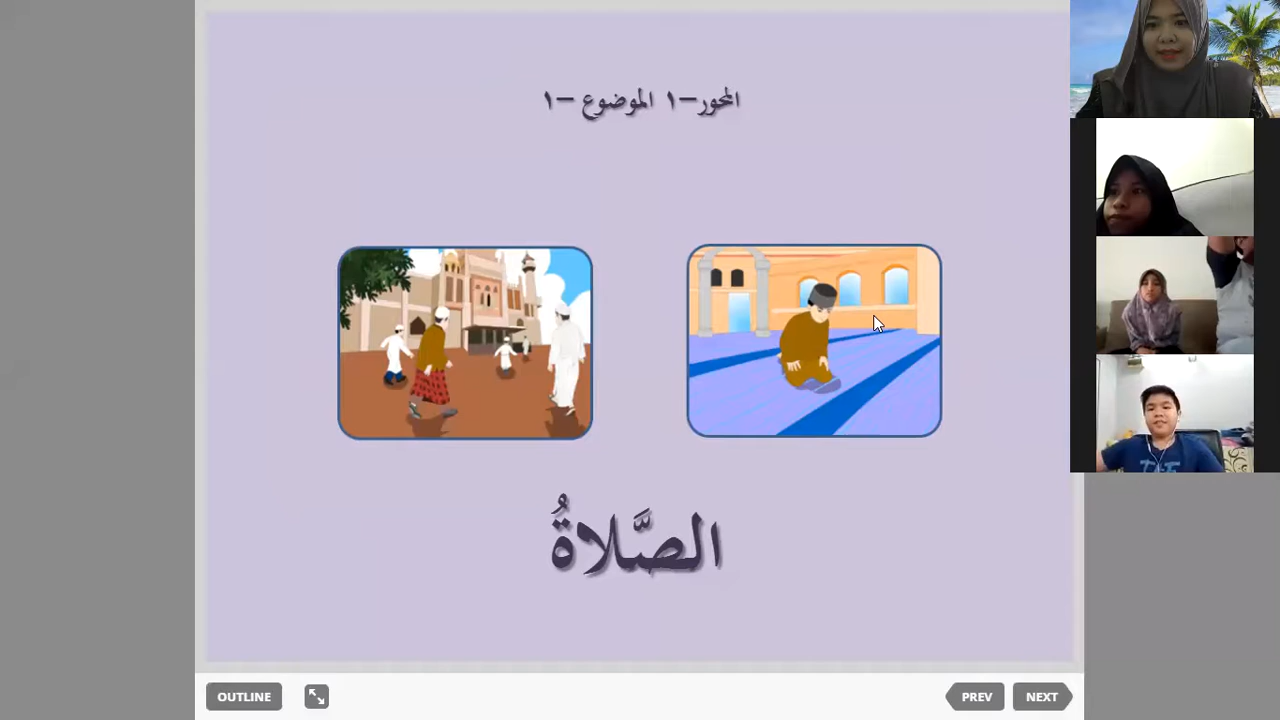 المحور-١ الموضوع -١
الصَّلاةُ
OUTLINE
PREV
NEXT